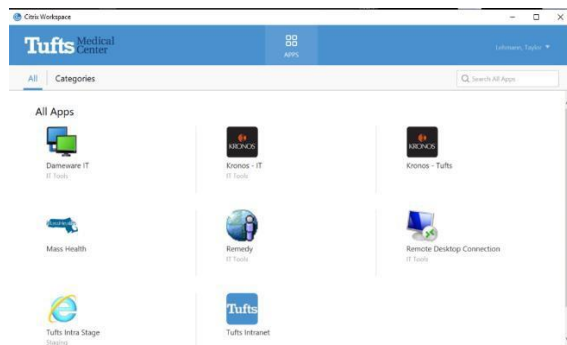 Citrix Workspace
Tufts Medical Center
APPS
Lehmann, Taylor
All
Categories
Search All Apps
All Apps
Dameware IT
IT Tools
KRONOS
Kronos - IT
IT Tools
KRONOS
Kronos - Tufts
MassHealth
Mass Health
Remedy
IT Tools
Remote Desktop Connection
IT Tools
Tufts Intra Stage
Staging
Tufts
Tufts Intranet